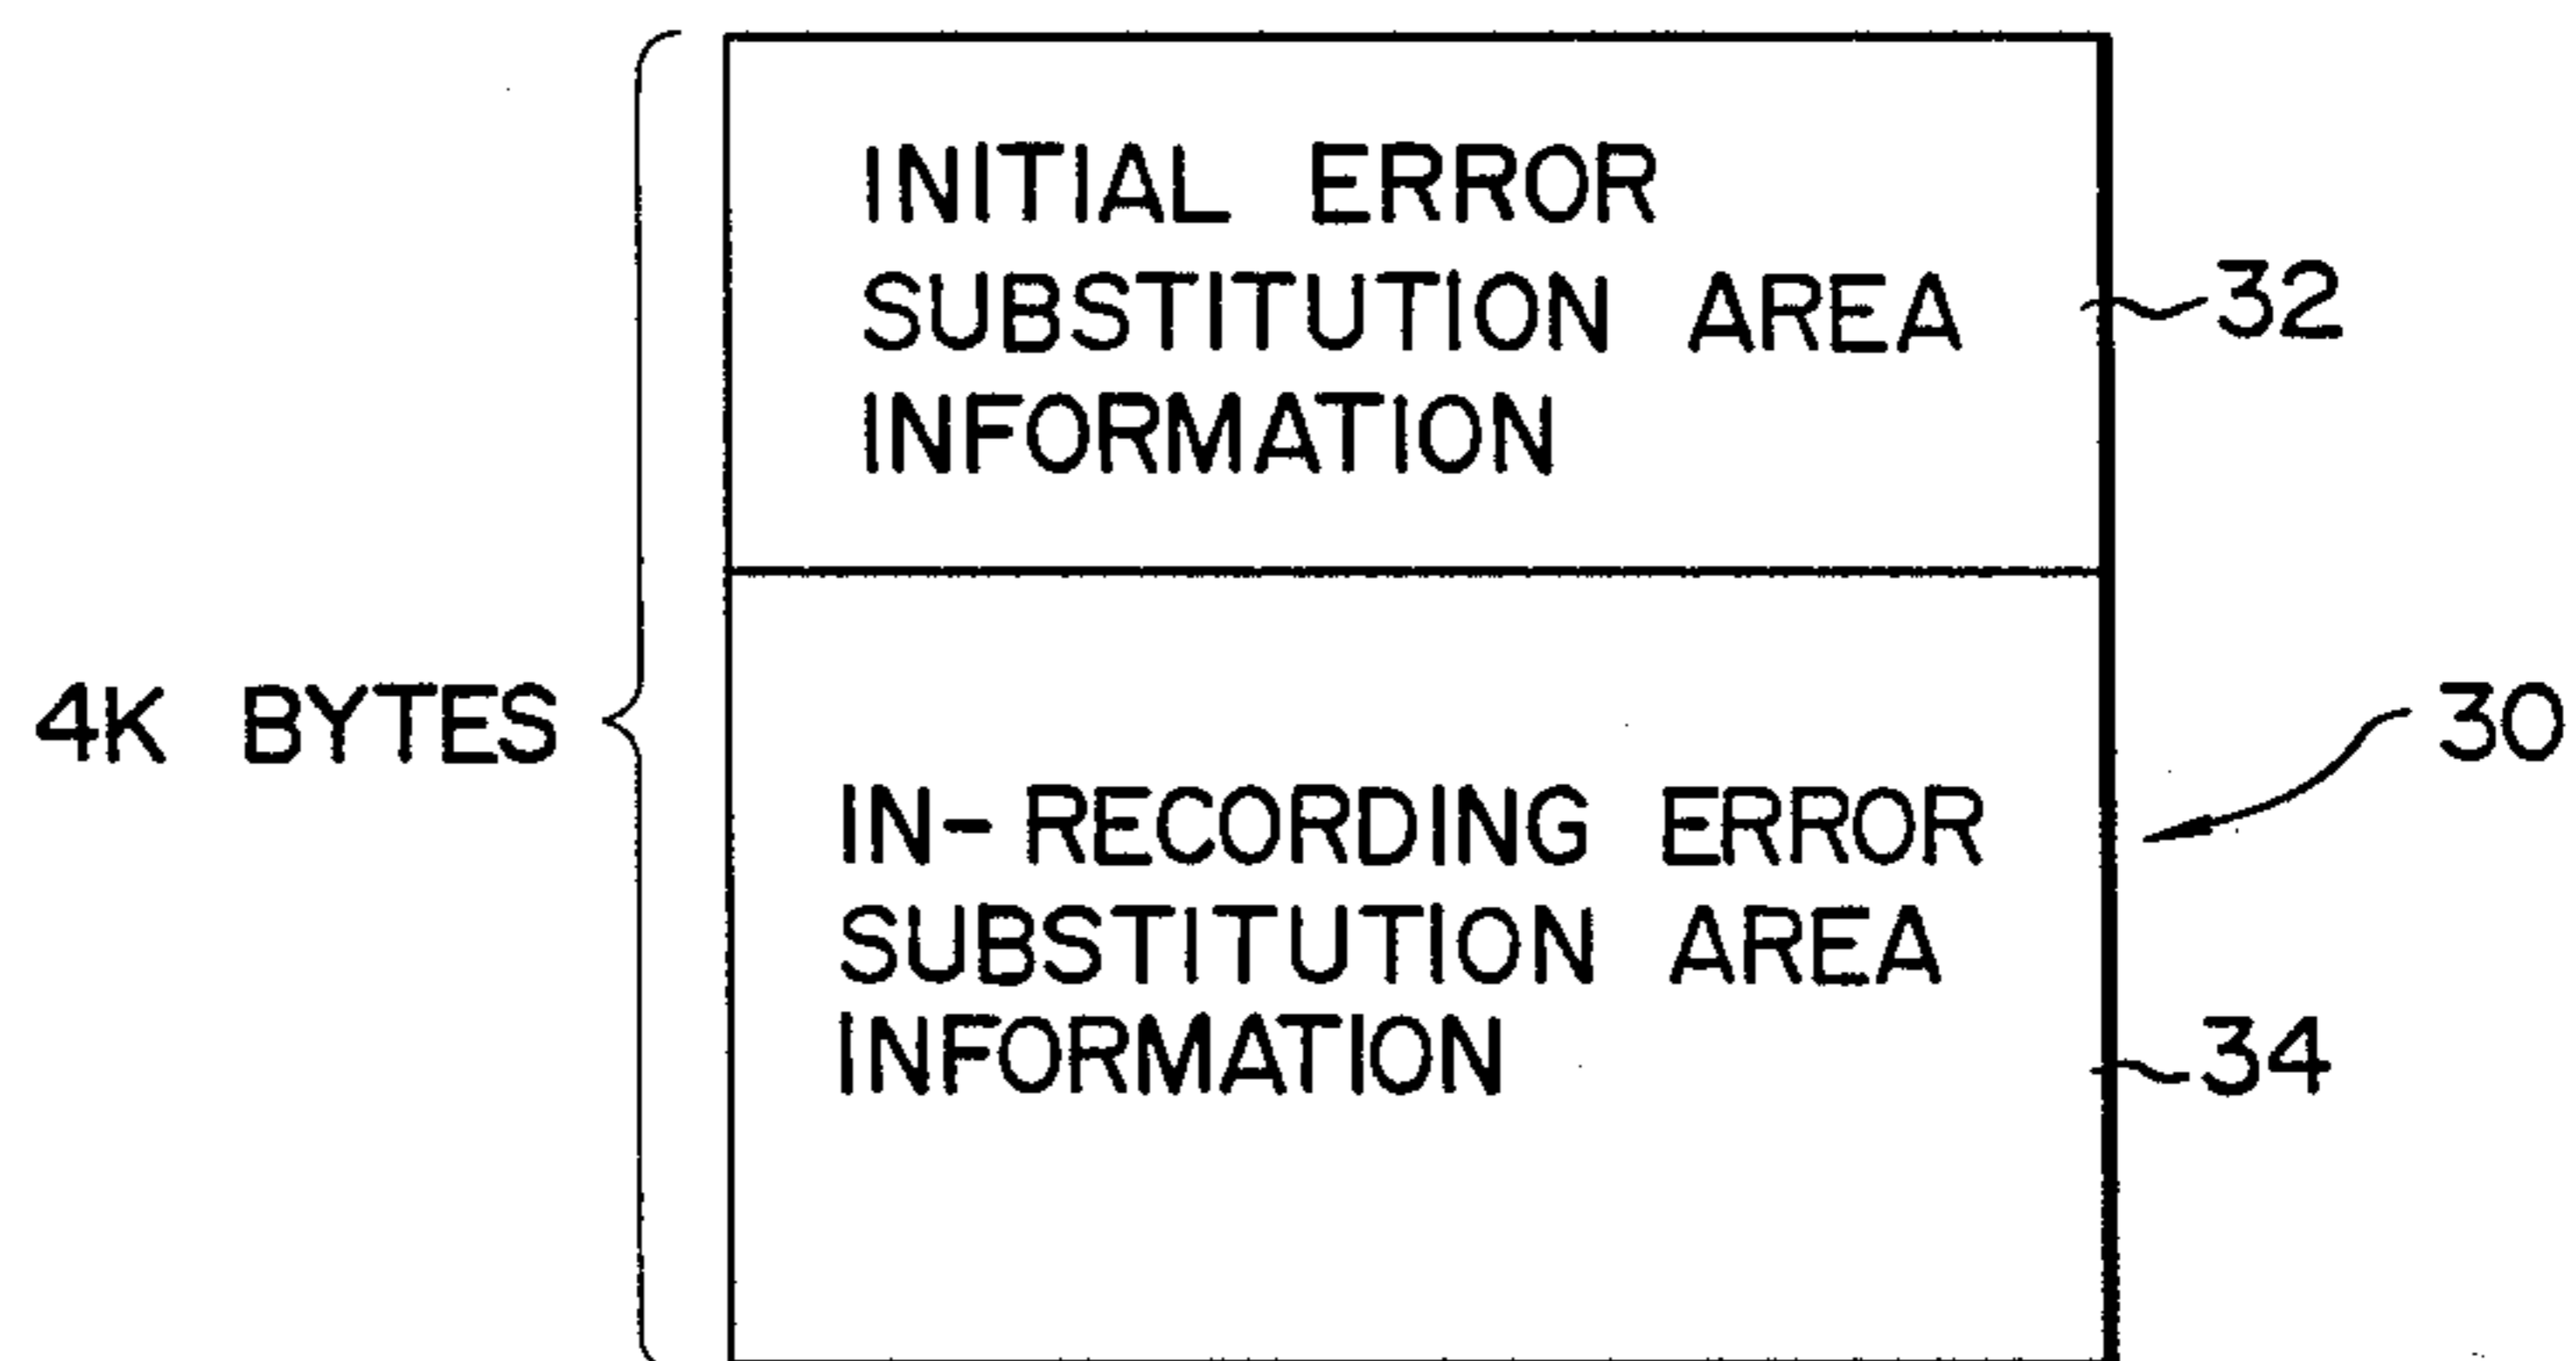 INITIAL ERROR
SUBSTITUTION AREA
INFORMATION
32
4K BYTES
30
IN-RECORDING ERROR
SUBSTITUTION AREA
INFORMATION
34